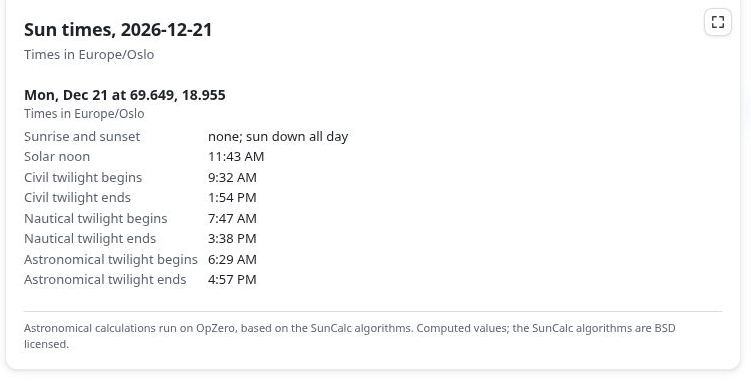 Sun times, 2026-12-21
Times in Europe/Oslo
Mon, Dec 21 at 69.649, 18.955
Times in Europe/Oslo
Sunrise and sunset none; sun down all day
Solar noon 11:43 AM
Civil twilight begins 9:32 AM
Civil twilight ends 1:54 PM
Nautical twilight begins 7:47 AM
Nautical twilight ends 3:38 PM
Astronomical twilight begins 6:29 AM
Astronomical twilight ends 4:57 PM
Astronomical calculations run on OpZero, based on the SunCalc algorithms. Computed values; the SunCalc algorithms are BSD
licensed.